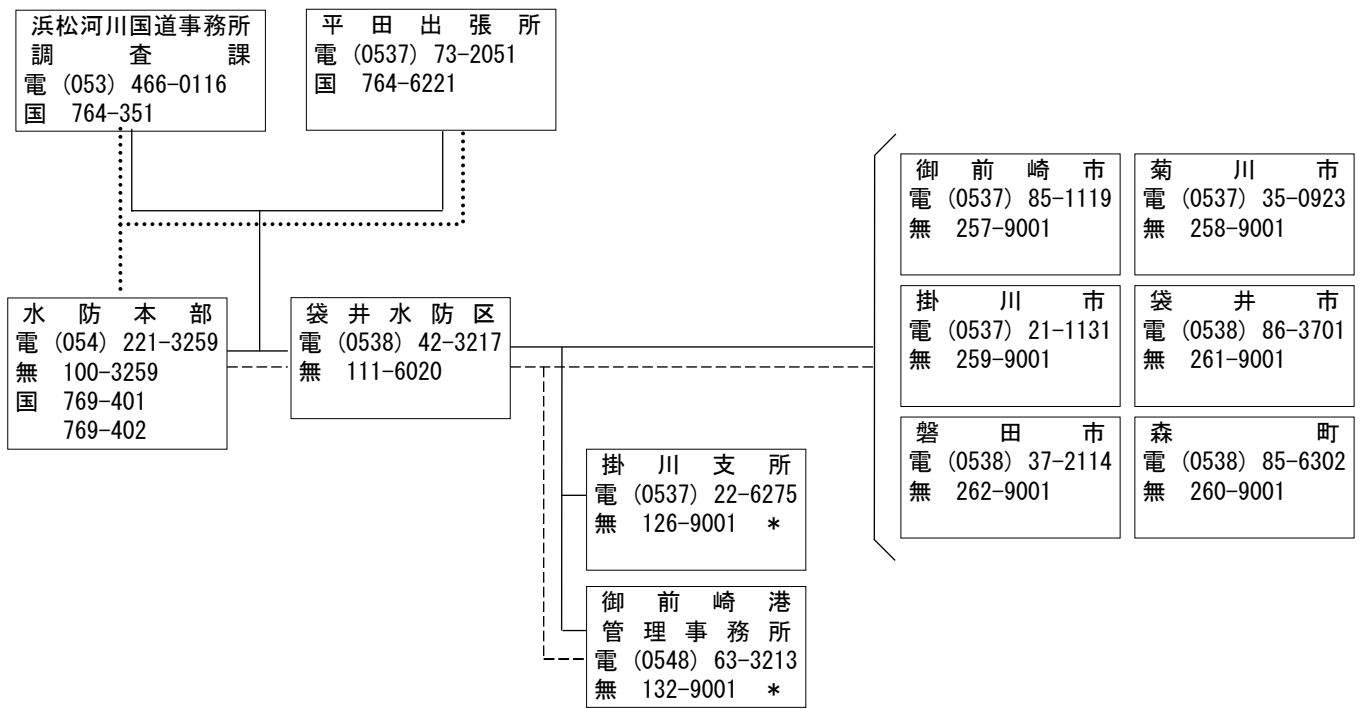 浜松河川国道事務所
調査課
電 (053) 466-0116
国 764-351
平田出張所
電 (0537) 73-2051
国 764-6221
水防本部
電 (054) 221-3259
無 100-3259
国 769-401
769-402
袋井水防区
電 (0538) 42-3217
無 111-6020
掛川支所
電 (0537) 22-6275
無 126-9001 *
御前崎港
管理事務所
電 (0548) 63-3213
無 132-9001 *
御前崎市
電 (0537) 85-1119
無 257-9001
菊川市
電 (0537) 35-0923
無 258-9001
掛川市
電 (0537) 21-1131
無 259-9001
袋井市
電 (0538) 86-3701
無 261-9001
磐田市
電 (0538) 37-2114
無 262-9001
森町
電 (0538) 85-6302
無 260-9001